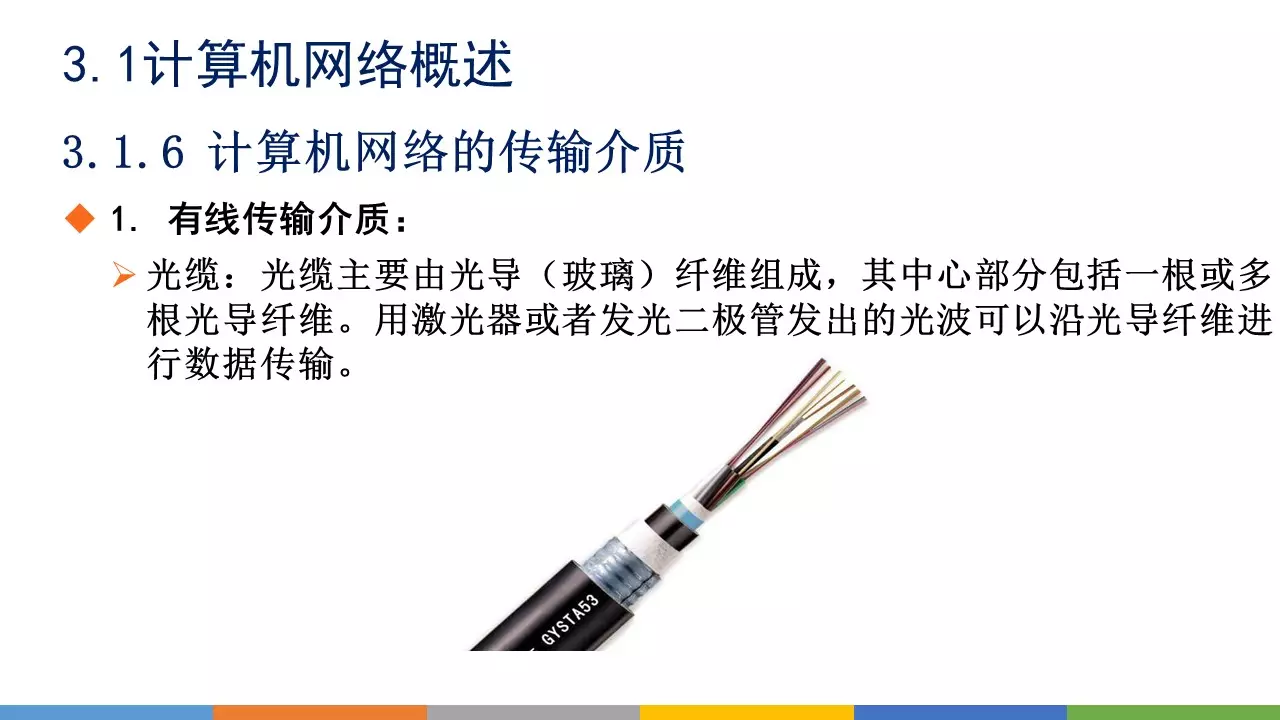 3.1计算机网络概述
3.1.6 计算机网络的传输介质
1. 有线传输介质：
光缆：光缆主要由光导（玻璃）纤维组成，其中心部分包括一根或多
根光导纤维。用激光器或者发光二极管发出的光波可以沿光导纤维进
行数据传输。
GYSTA53